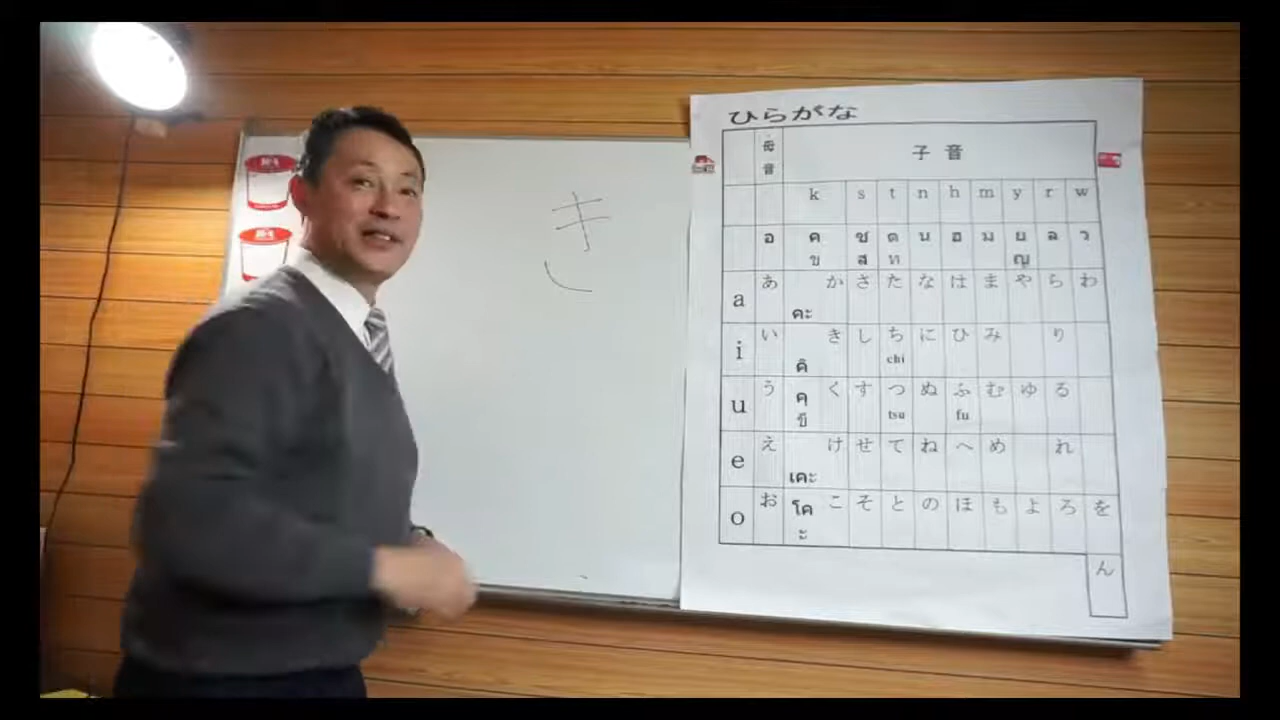 き
ひらがな
母音 子音
k s t n h m y r w
อ ค ช ต น ฮ ม ย ล ว
ข ส ท ญ
a あ か さ た な は ま や ら わ
คะ
i い き し ち に ひ み り
คิ chi
u う く す つ ぬ ふ む ゆ る
คุ tsu fu
e え け せ て ね へ め れ
เคะ
o お こ そ と の ほ も よ ろ を
โคะ
ん